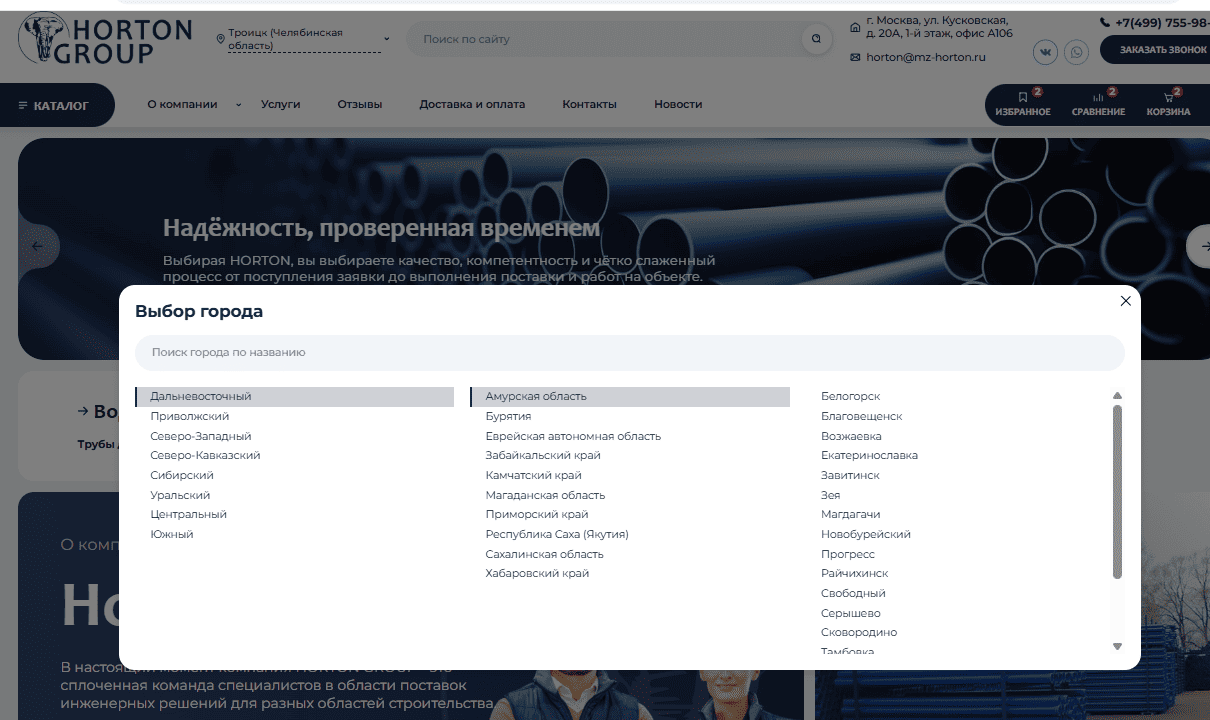 HORTON
GROUP
Троицк (Челябинская
область)
Поиск по сайту
г. Москва, ул. Кусковская,
д. 20А, 1-й этаж, офис А106
horton@mz-horton.ru
+7(499) 755-98-
ЗАКАЗАТЬ ЗВОНОК
КАТАЛОГ
О компании
Услуги
Отзывы
Доставка и оплата
Контакты
Новости
2
ИЗБРАННОЕ
2
СРАВНЕНИЕ
2
КОРЗИНА
Надёжность, проверенная временем
Выбирая HORTON, вы выбираете качество, компетентность и чётко слаженный
процесс от поступления заявки до выполнения поставки и работ на объекте.
Выбор города
Поиск города по названию
Дальневосточный
Приволжский
Северо-Западный
Северо-Кавказский
Сибирский
Уральский
Центральный
Южный
Амурская область
Бурятия
Еврейская автономная область
Забайкальский край
Камчатский край
Магаданская область
Приморский край
Республика Саха (Якутия)
Сахалинская область
Хабаровский край
Белогорск
Благовещенск
Возжаевка
Екатеринославка
Завитинск
Зея
Магдагачи
Новобурейский
Прогресс
Райчихинск
Свободный
Серышево
Сковородино
Тамбовка
Во
Трубы
О комп
Но
В настоящий момент компания HORTON GROUP – это
сплоченная команда специалистов в области поставок
инженерных решений для разных областей строительства.